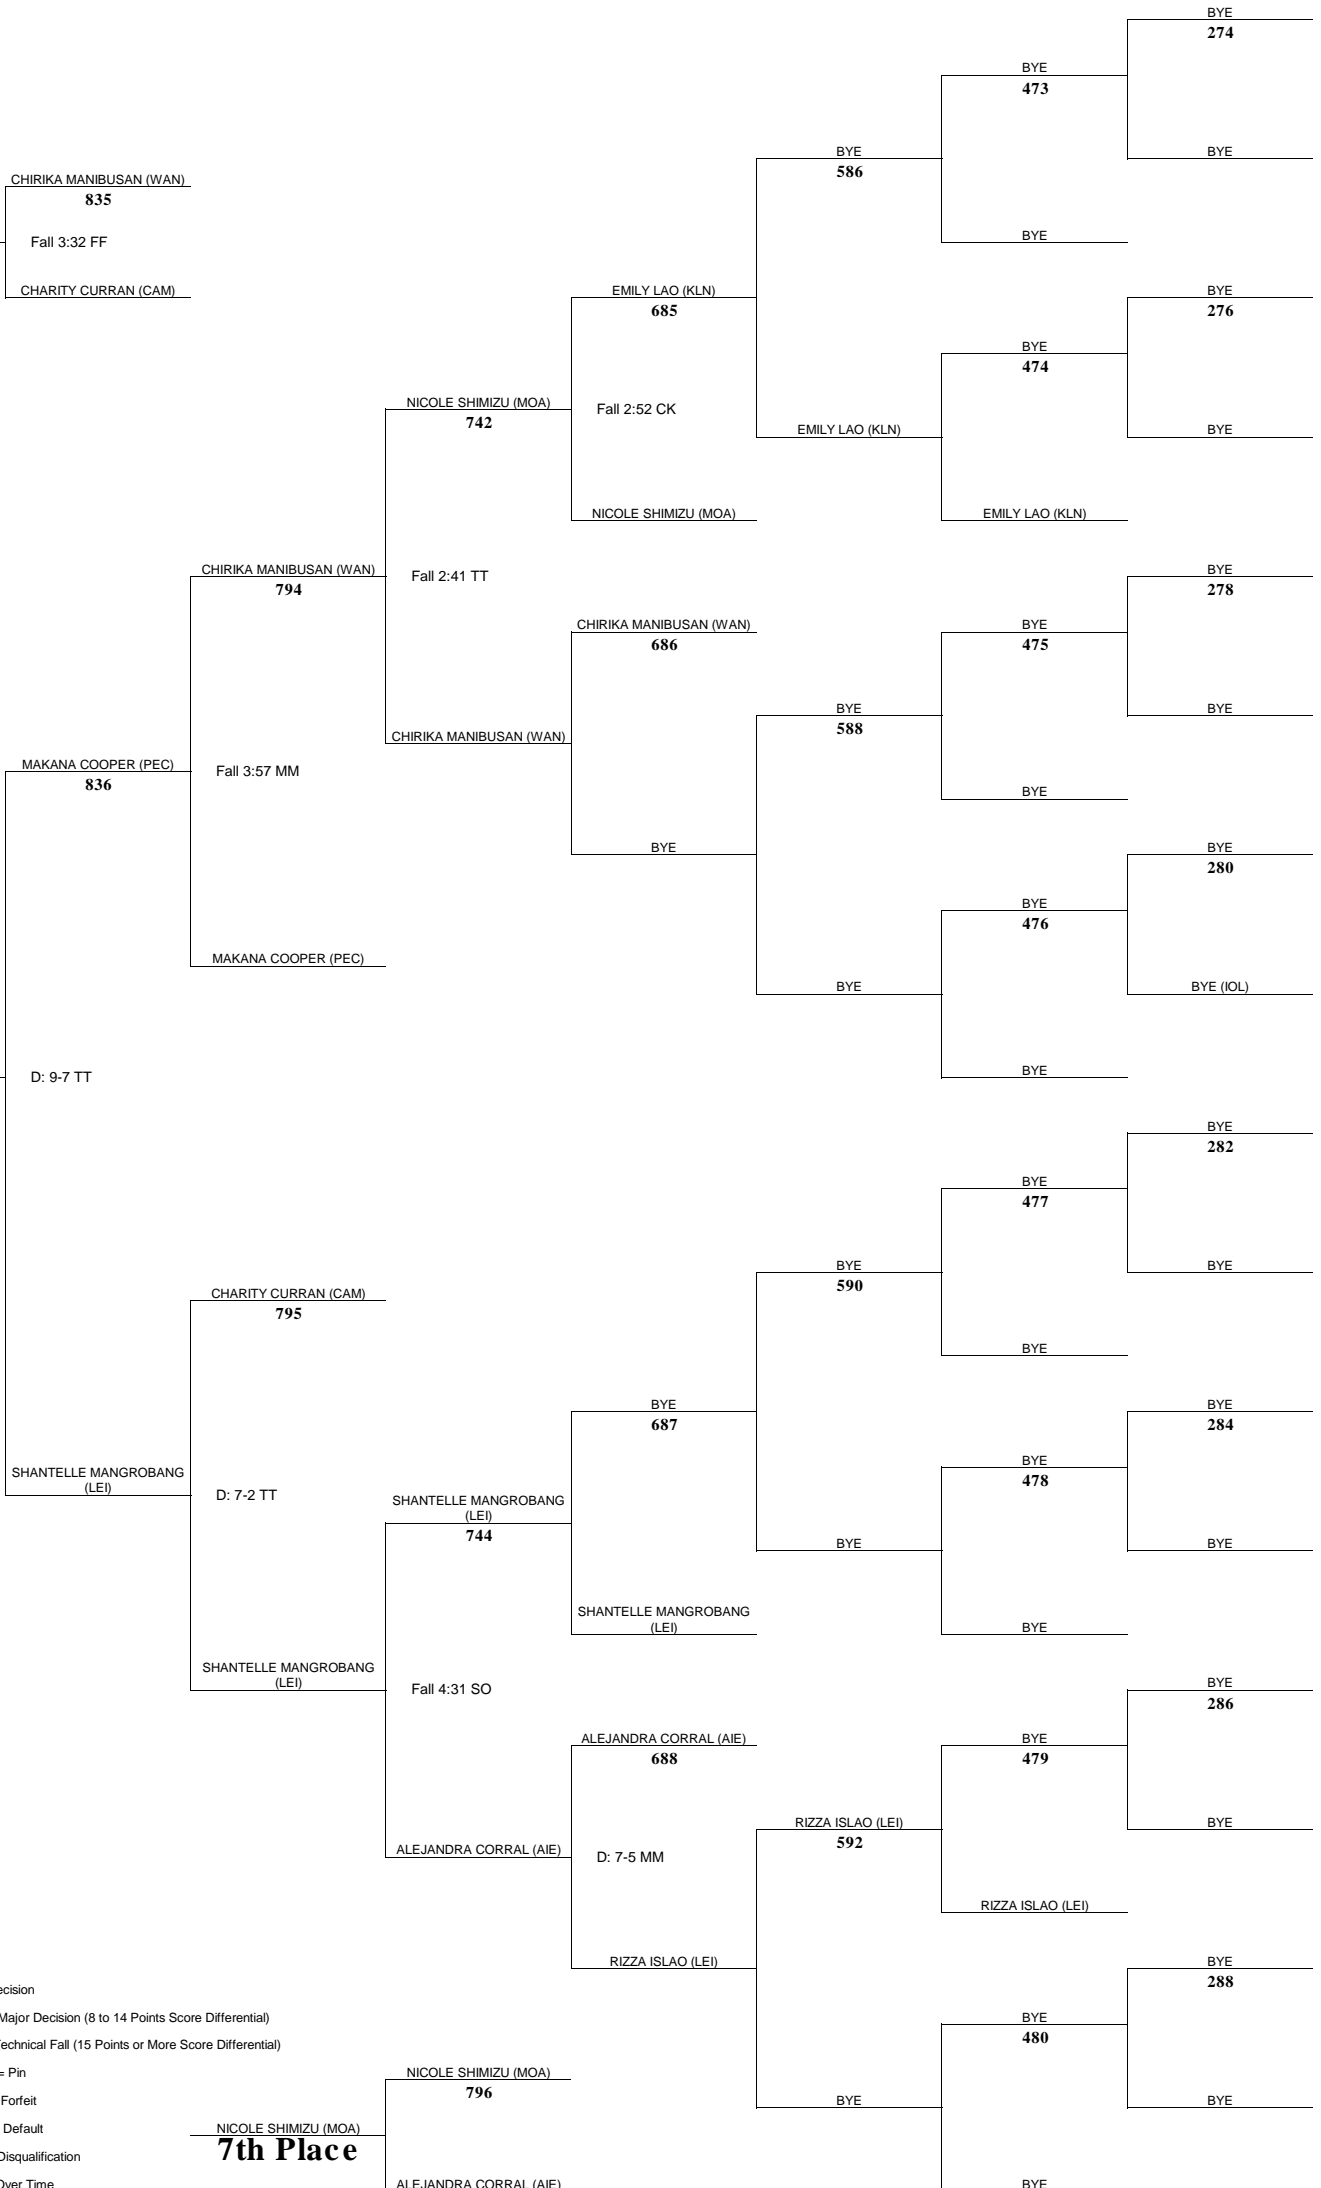 BYE
274
BYE
473
BYE
586
BYE
CHIRIKA MANIBUSAN (WAN)
835
BYE
Fall 3:32 FF
CHARITY CURRAN (CAM)
EMILY LAO (KLN)
685
BYE
276
BYE
474
NICOLE SHIMIZU (MOA)
742
Fall 2:52 CK
EMILY LAO (KLN)
BYE
NICOLE SHIMIZU (MOA)
EMILY LAO (KLN)
CHIRIKA MANIBUSAN (WAN)
794
Fall 2:41 TT
BYE
278
CHIRIKA MANIBUSAN (WAN)
686
BYE
475
BYE
588
BYE
CHIRIKA MANIBUSAN (WAN)
MAKANA COOPER (PEC)
836
Fall 3:57 MM
BYE
BYE
BYE
280
BYE
476
MAKANA COOPER (PEC)
BYE
BYE (IOL)
D: 9-7 TT
BYE
BYE
282
BYE
477
BYE
590
BYE
CHARITY CURRAN (CAM)
795
BYE
BYE
687
BYE
284
BYE
478
SHANTELLE MANGROBANG
(LEI)
D: 7-2 TT
SHANTELLE MANGROBANG
(LEI)
744
BYE
BYE
SHANTELLE MANGROBANG
(LEI)
BYE
SHANTELLE MANGROBANG
(LEI)
Fall 4:31 SO
BYE
286
ALEJANDRA CORRAL (AIE)
688
BYE
479
RIZZA ISLAO (LEI)
592
BYE
ALEJANDRA CORRAL (AIE)
D: 7-5 MM
RIZZA ISLAO (LEI)
RIZZA ISLAO (LEI)
BYE
288
Major Decision (8 to 14 Points Score Differential)
BYE
480
Technical Fall (15 Points or More Score Differential)
= Pin
NICOLE SHIMIZU (MOA)
796
Forfeit
BYE
BYE
Default
NICOLE SHIMIZU (MOA)
7th Place
Disqualification
Over Time
ALEJANDRA CORRAL (AIE)
BYE